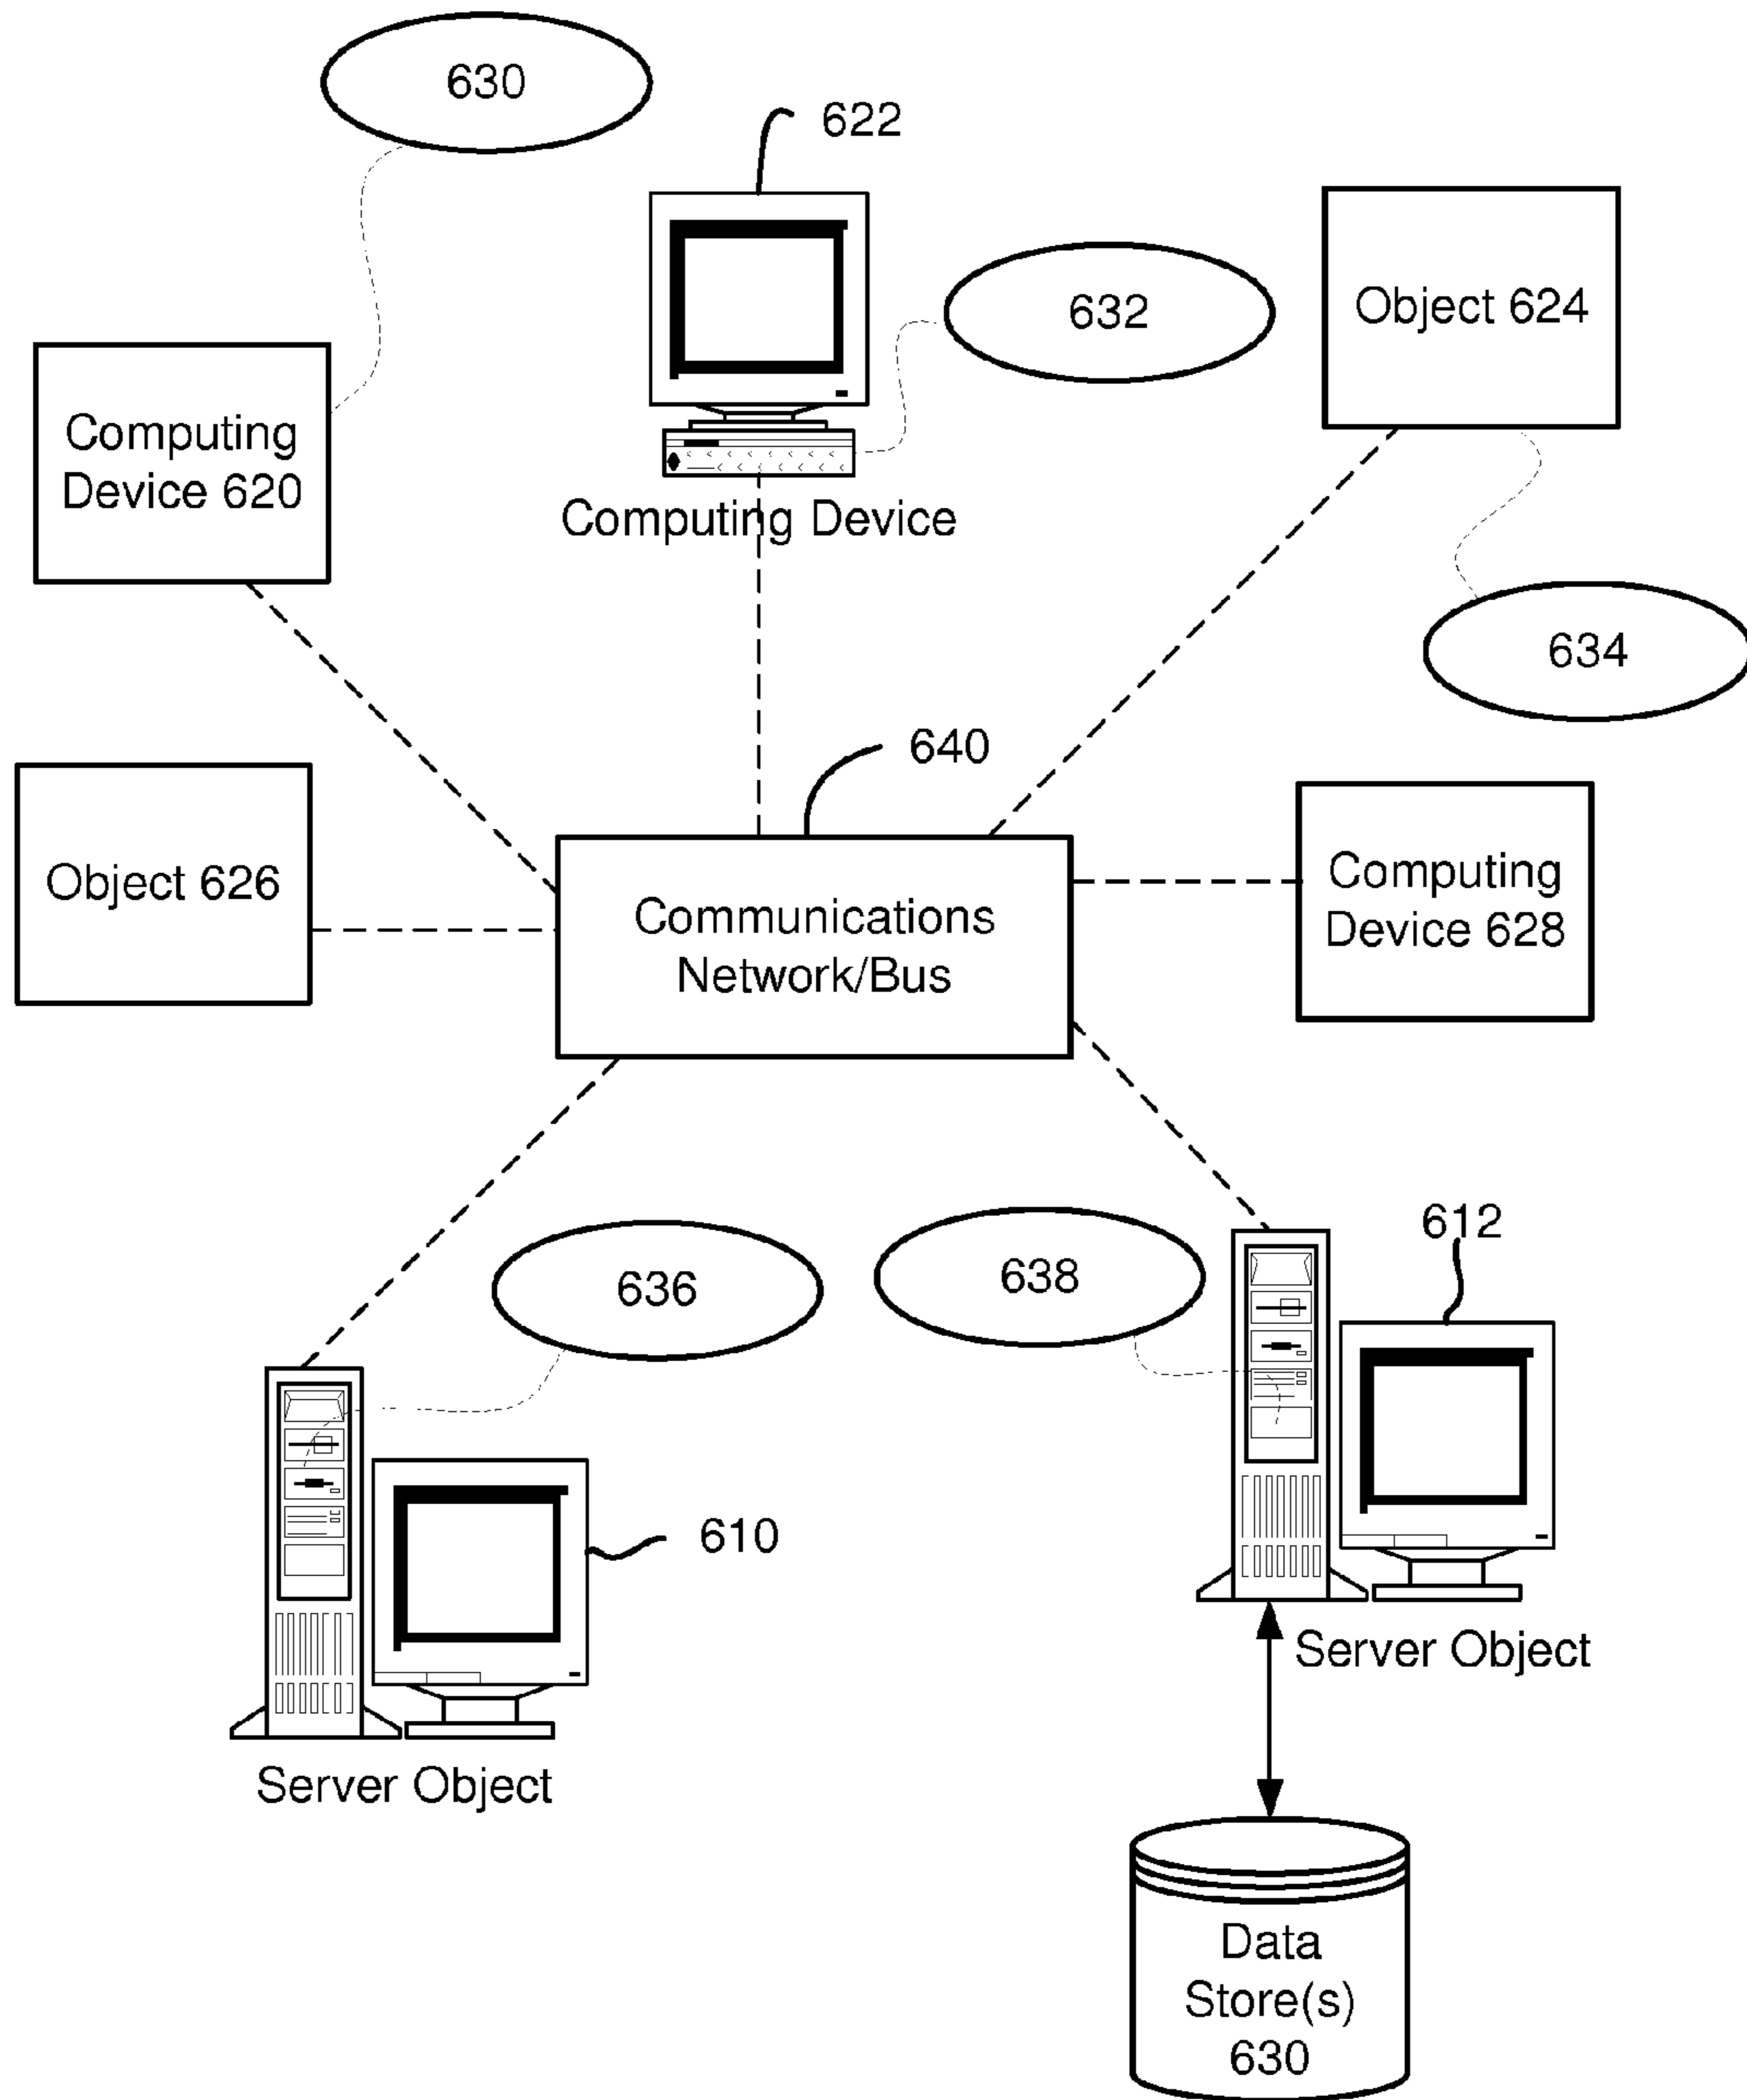 630
622
632
Object 624
Computing
Device 620
Computing Device
634
640
Object 626
Communications
Network/Bus
Computing
Device 628
636
638
612
610
Server Object
Server Object
Data
Store(s)
630